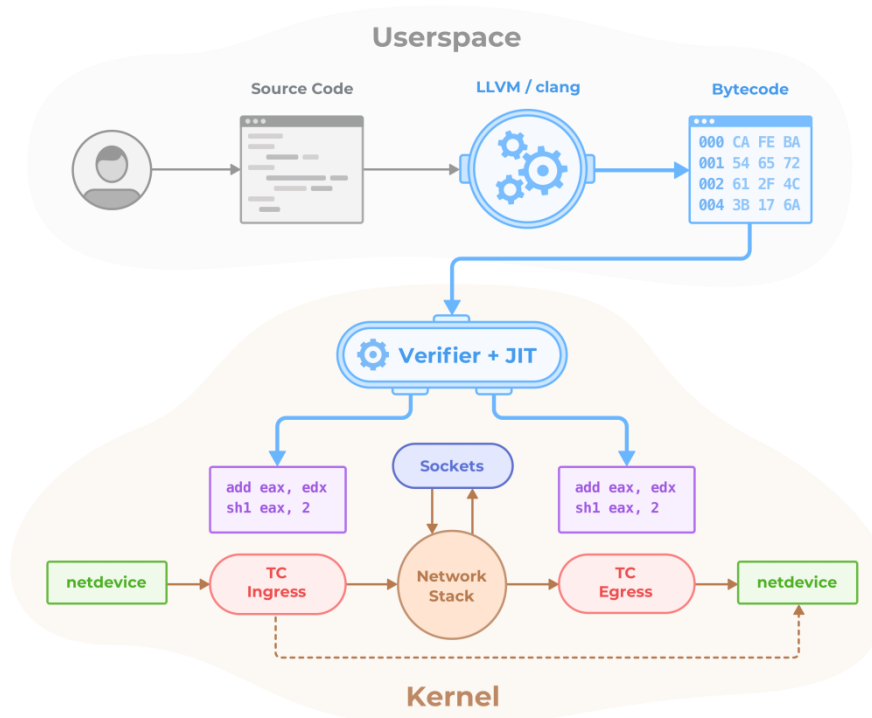 Userspace
Source Code
LLVM / clang
Bytecode
000 CA FE BA
001 54 65 72
002 61 2F 4C
004 3B 17 6A
Verifier + JIT
add eax, edx
sh1 eax, 2
Sockets
add eax, edx
sh1 eax, 2
netdevice
TC
Ingress
Network
Stack
TC
Egress
netdevice
Kernel